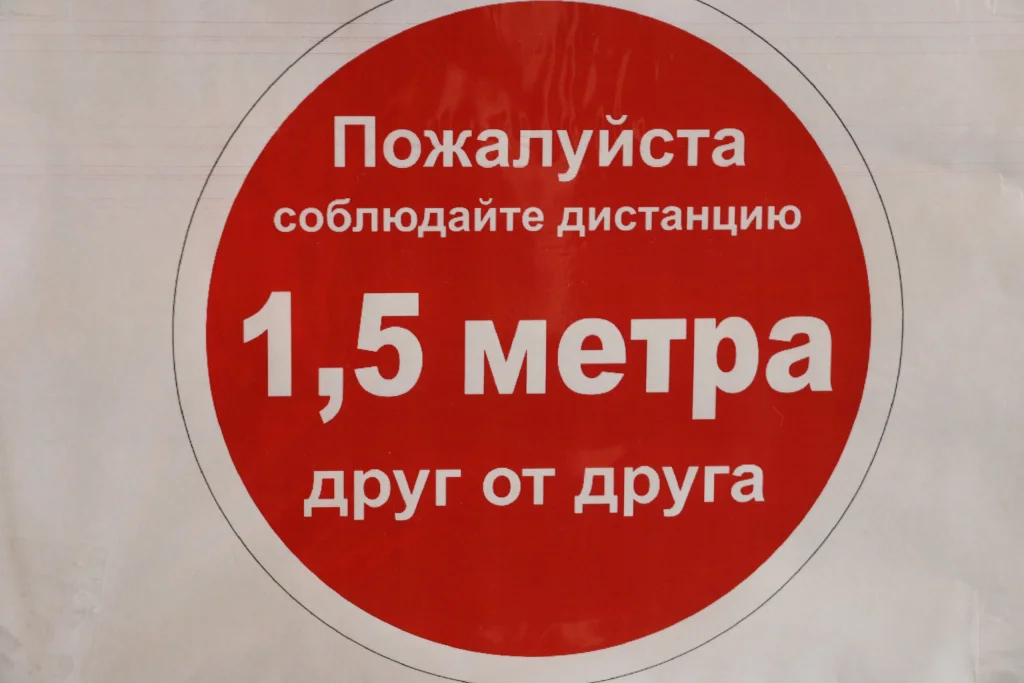 Пожалуйста
соблюдайте дистанцию
1,5 метра
друг от друга